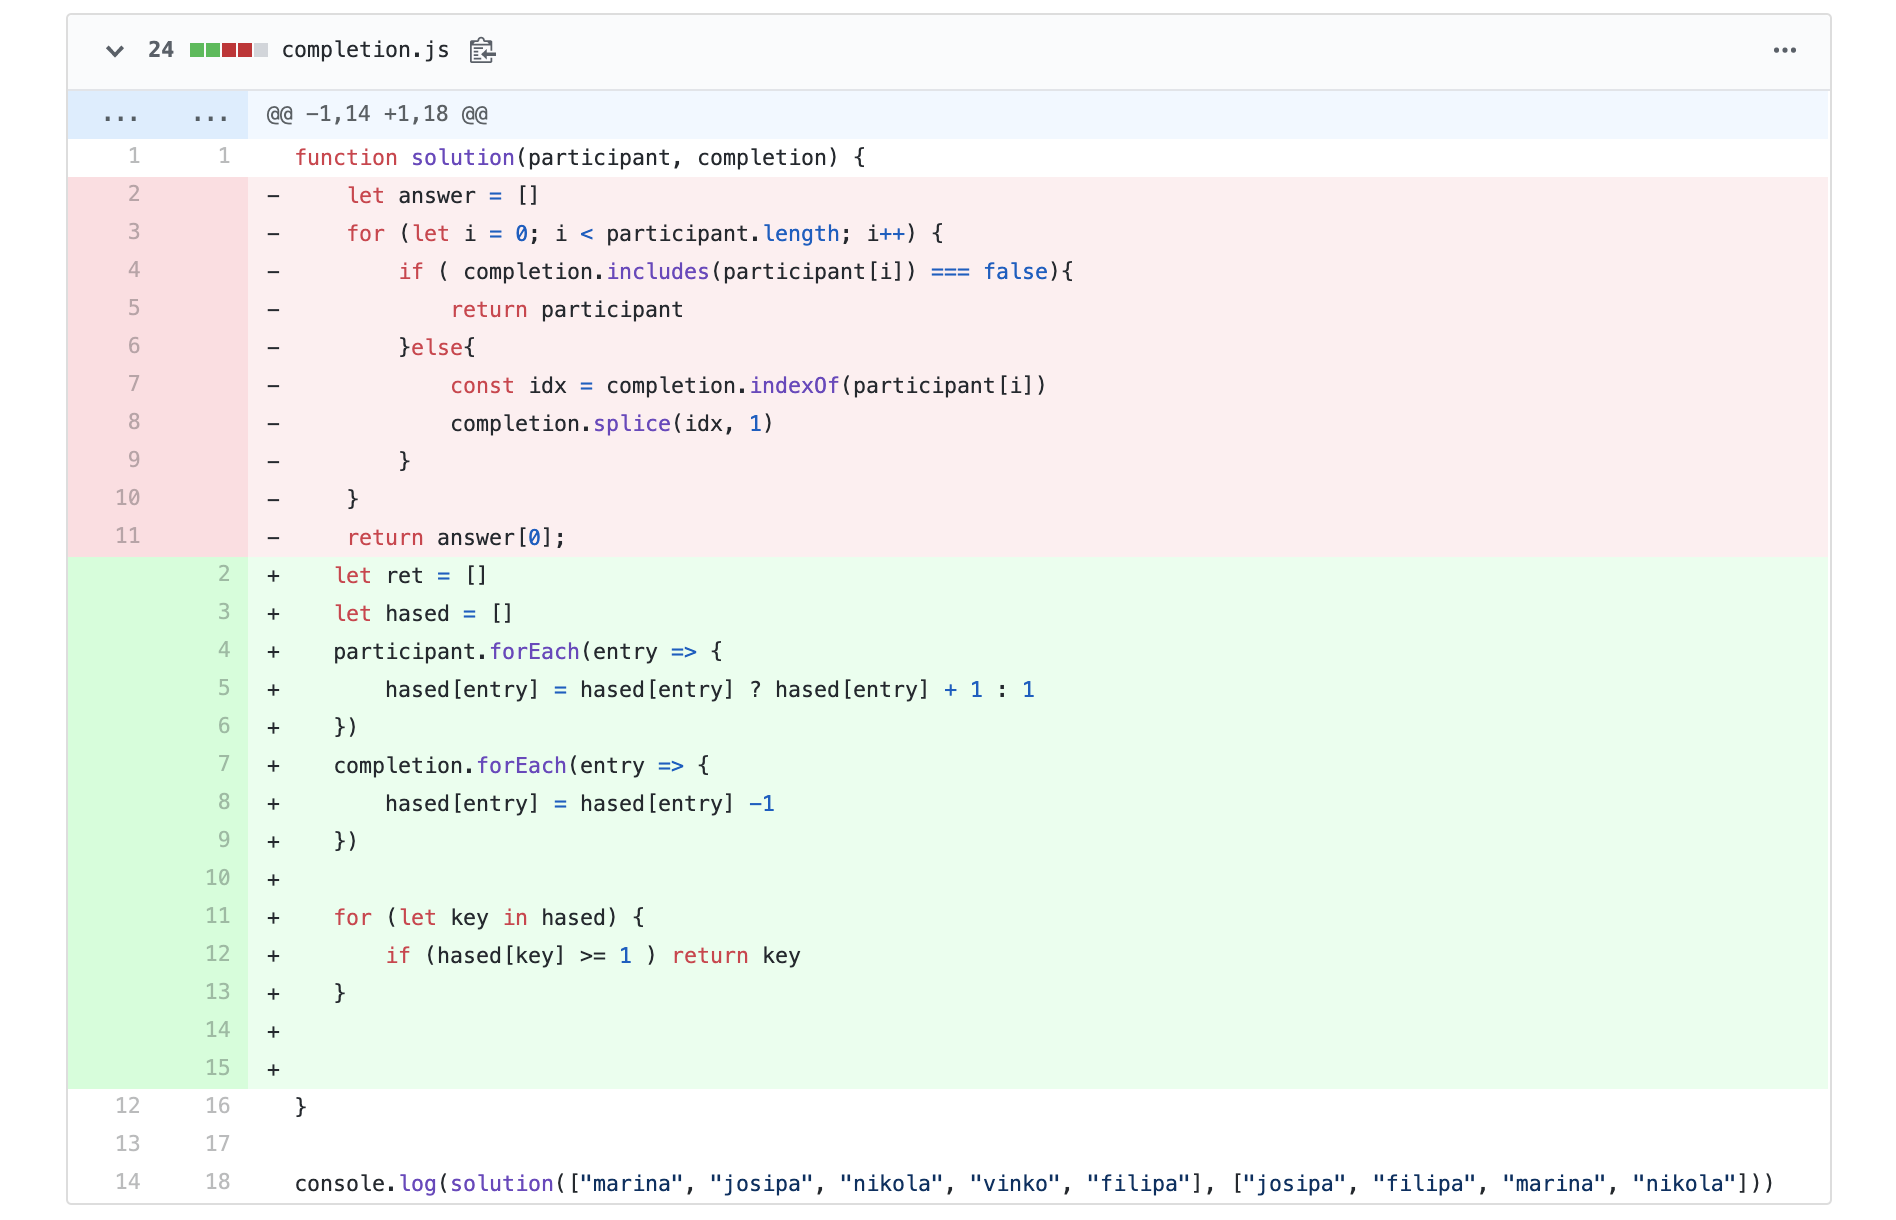 24 completion.js
... ... @@ -1,14 +1,18 @@
1 1 function solution(participant, completion) {
2 - let answer = []
3 - for (let i = 0; i < participant.length; i++) {
4 - if ( completion.includes(participant[i]) === false){
5 - return participant
6 - }else{
7 - const idx = completion.indexOf(participant[i])
8 - completion.splice(idx, 1)
9 - }
10 - }
11 - return answer[0];
2 + let ret = []
3 + let hased = []
4 + participant.forEach(entry => {
5 + hased[entry] = hased[entry] ? hased[entry] + 1 : 1
6 + })
7 + completion.forEach(entry => {
8 + hased[entry] = hased[entry] -1
9 + })
10 +
11 + for (let key in hased) {
12 + if (hased[key] >= 1 ) return key
13 + }
14 +
15 +
12 16 }
13 17
14 18 console.log(solution(["marina", "josipa", "nikola", "vinko", "filipa"], ["josipa", "filipa", "marina", "nikola"]))